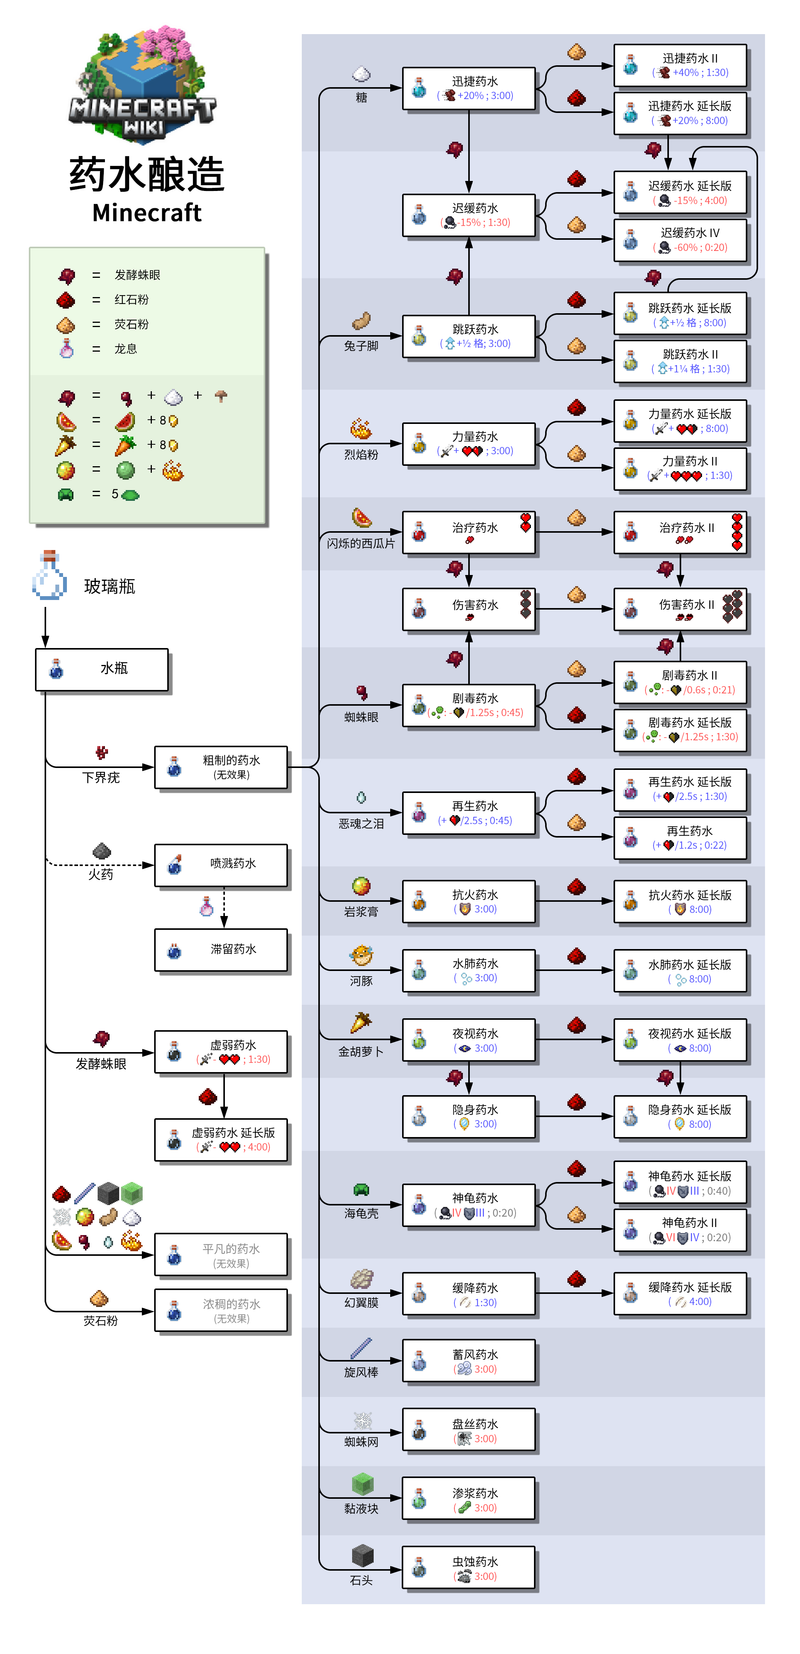 MINECRAFT
WIKI
药水酿造
Minecraft
= 发酵蛛眼
= 红石粉
= 荧石粉
= 龙息
= + +
= + 8
= + 8
= +
= 5
玻璃瓶
水瓶
下界疣
粗制的药水
(无效果)
火药
喷溅药水
滞留药水
发酵蛛眼
虚弱药水
( - ; 1:30)
虚弱药水 延长版
( - ; 4:00)
平凡的药水
(无效果)
荧石粉
浓稠的药水
(无效果)
糖
迅捷药水
( +20% ; 3:00)
迅捷药水 II
( +40% ; 1:30)
迅捷药水 延长版
( +20% ; 8:00)
迟缓药水
( -15% ; 1:30)
迟缓药水 延长版
( -15% ; 4:00)
迟缓药水 IV
( -60% ; 0:20)
兔子脚
跳跃药水
( +½ 格; 3:00)
跳跃药水 延长版
( +½ 格 ; 8:00)
跳跃药水 II
( +1¼ 格 ; 1:30)
烈焰粉
力量药水
( + ; 3:00)
力量药水 延长版
( + ; 8:00)
力量药水 II
( + ; 1:30)
闪烁的西瓜片
治疗药水
治疗药水 II
伤害药水
伤害药水 II
蜘蛛眼
剧毒药水
( : - /1.25s ; 0:45)
剧毒药水 II
( : - /0.6s ; 0:21)
剧毒药水 延长版
( : - /1.25s ; 1:30)
恶魂之泪
再生药水
(+ /2.5s ; 0:45)
再生药水 延长版
(+ /2.5s ; 1:30)
再生药水
(+ /1.2s ; 0:22)
岩浆膏
抗火药水
( 3:00)
抗火药水 延长版
( 8:00)
河豚
水肺药水
( 3:00)
水肺药水 延长版
( 8:00)
金胡萝卜
夜视药水
( 3:00)
夜视药水 延长版
( 8:00)
隐身药水
( 3:00)
隐身药水 延长版
( 8:00)
海龟壳
神龟药水
( IV III ; 0:20)
神龟药水 延长版
( IV III ; 0:40)
神龟药水 II
( VI IV ; 0:20)
幻翼膜
缓降药水
( 1:30)
缓降药水 延长版
( 4:00)
旋风棒
蓄风药水
( 3:00)
蜘蛛网
盘丝药水
( 3:00)
黏液块
渗浆药水
( 3:00)
石头
虫蚀药水
( 3:00)